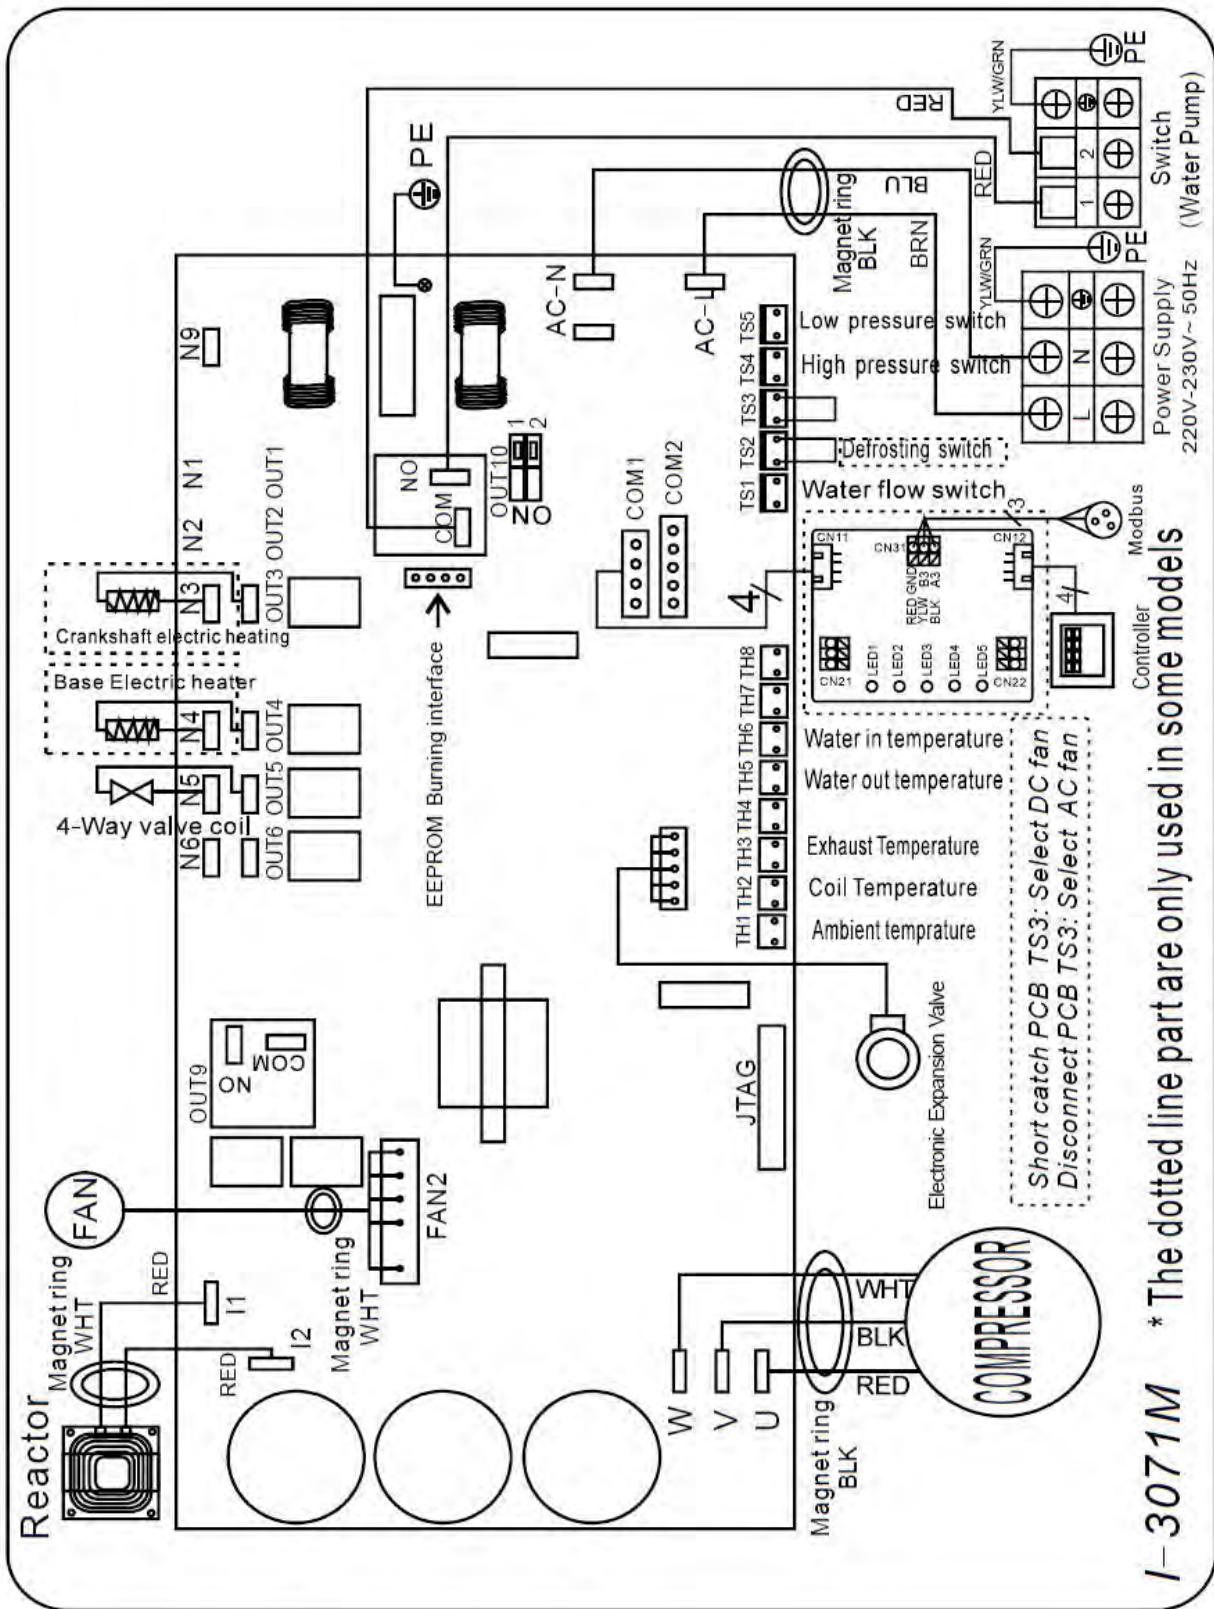 Reactor
Magnet ring
WHT
RED
RED
I1
I2
FAN
Magnet ring
WHT
FAN2
OUT9
NO
COM
N6
N5
N4
N3
N2
N1
N9
OUT6
OUT5
OUT4
OUT3
OUT2
OUT1
4-Way valve coil
Base Electric heater
Crankshaft electric heating
EEPROM Burning interface
NO
COM
OUT10
ON
1
2
PE
AC-N
AC-L
COM1
COM2
RED
RED
BLU
BRN
Magnet ring
BLK
YLW/GRN
PE
YLW/GRN
PE
1
2
Switch
(Water Pump)
L
N
Power Supply
220V-230V~ 50Hz
W
V
U
Magnet ring
BLK
WHT
BLK
RED
COMPRESSOR
JTAG
Electronic Expansion Valve
TH1
TH2
TH3
TH4
TH5
TH6
TH7
TH8
TS1
TS2
TS3
TS4
TS5
Ambient temprature
Coil Temperature
Exhaust Temperature
Water out temperature
Water in temperature
Water flow switch
Defrosting switch
High pressure switch
Low pressure switch
4
CN11
CN31
CN12
RED GND
YLW B3
BLK A3
CN21
LED1
LED2
LED3
LED4
LED5
CN22
3
4
Modbus
Controller
Short catch PCB TS3: Select DC fan
Disconnect PCB TS3: Select AC fan
I-3071M
* The dotted line part are only used in some models